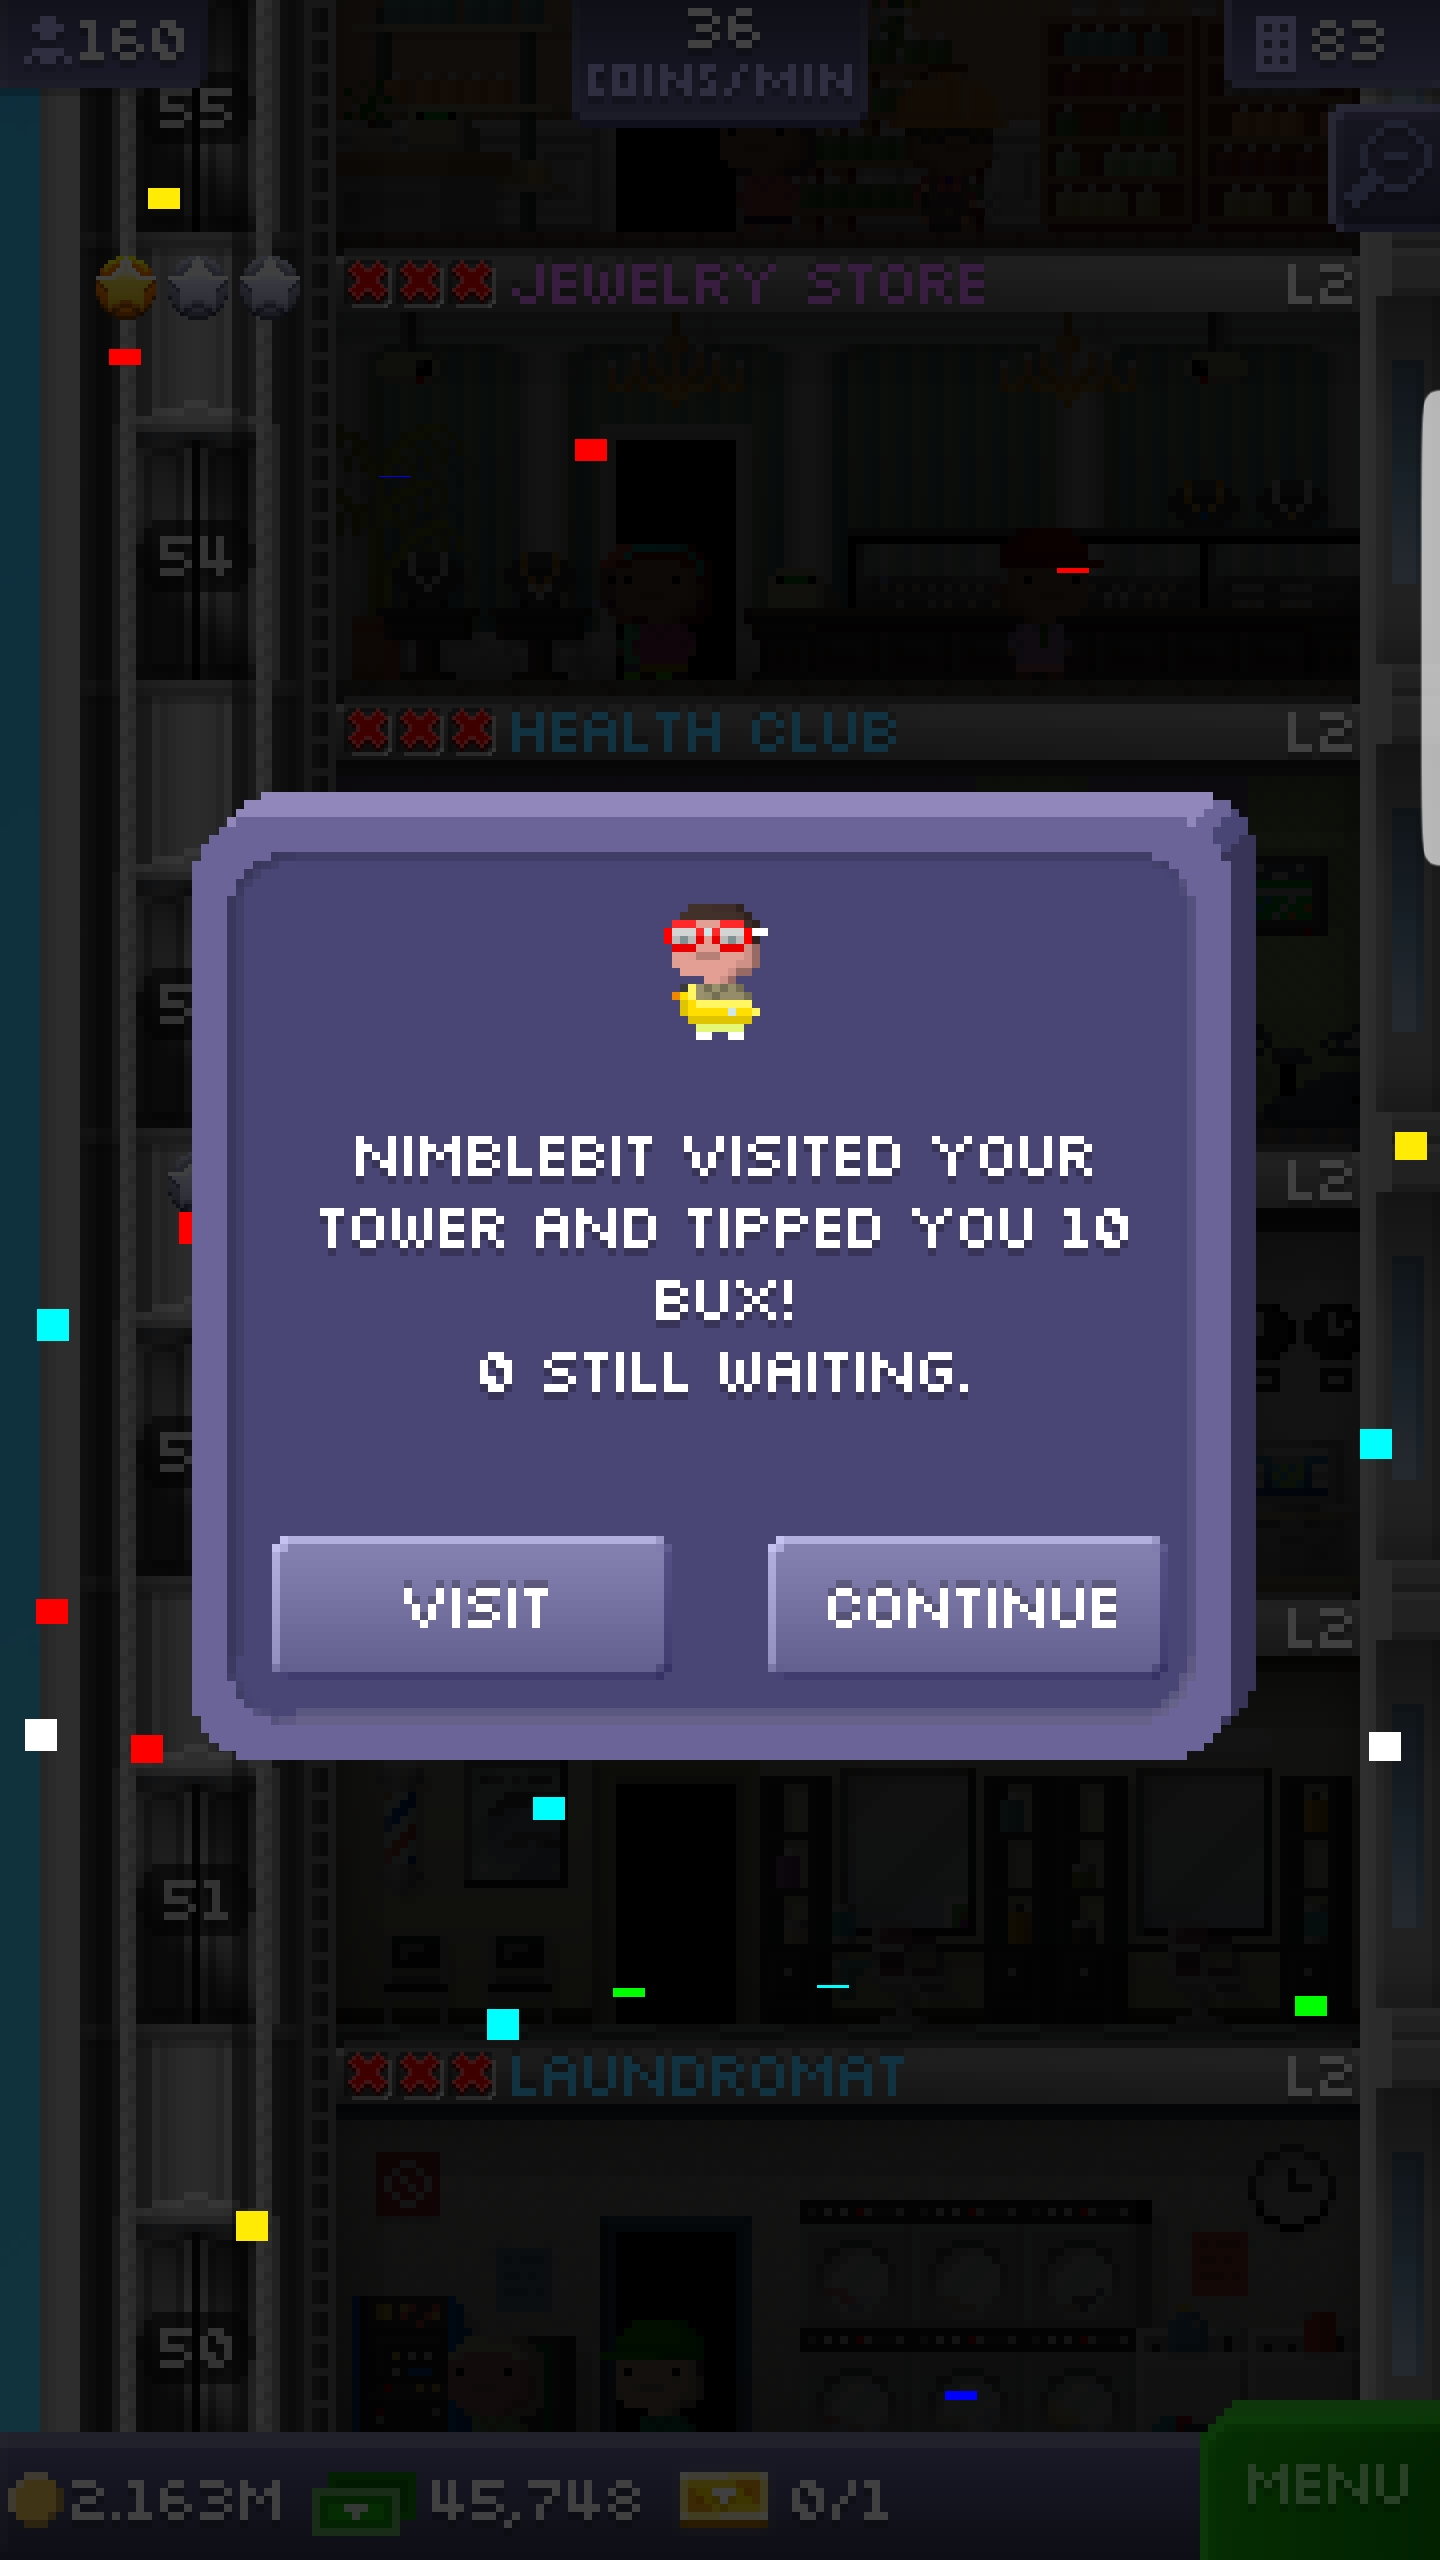 160
36
COINS/MIN
83
55
JEWELRY STORE L2
54
HEALTH CLUB L2
L2
NIMBLEBIT VISITED YOUR
TOWER AND TIPPED YOU 10
BUX!
0 STILL WAITING.
VISIT
CONTINUE
L2
51
LAUNDROMAT L2
50
2.163M
45,748
0/1
MENU